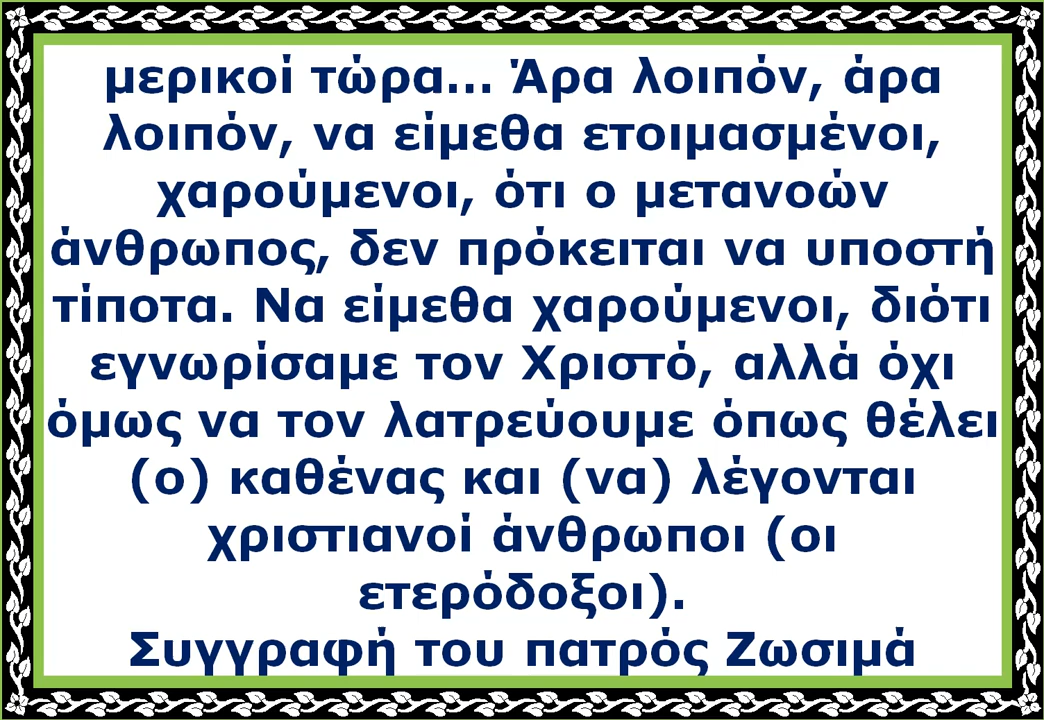 μερικοί τώρα... Άρα λοιπόν, άρα
λοιπόν, να είμεθα ετοιμασμένοι,
χαρούμενοι, ότι ο μετανοών
άνθρωπος, δεν πρόκειται να υποστή
τίποτα. Να είμεθα χαρούμενοι, διότι
εγνωρίσαμε τον Χριστό, αλλά όχι
όμως να τον λατρεύουμε όπως θέλει
(ο) καθένας και (να) λέγονται
χριστιανοί άνθρωποι (οι
ετερόδοξοι).
Συγγραφή του πατρός Ζωσιμά